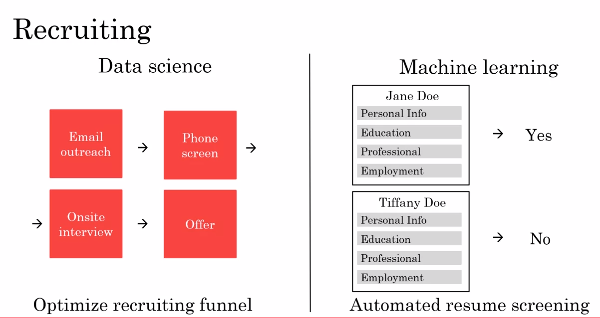 Recruiting
Data science
Email
outreach
→
Phone
screen
→
→
Onsite
interview
→
Offer
Optimize recruiting funnel
Machine learning
Jane Doe
Personal Info
Education
Professional
Employment
→
Yes
Tiffany Doe
Personal Info
Education
Professional
Employment
→
No
Automated resume screening